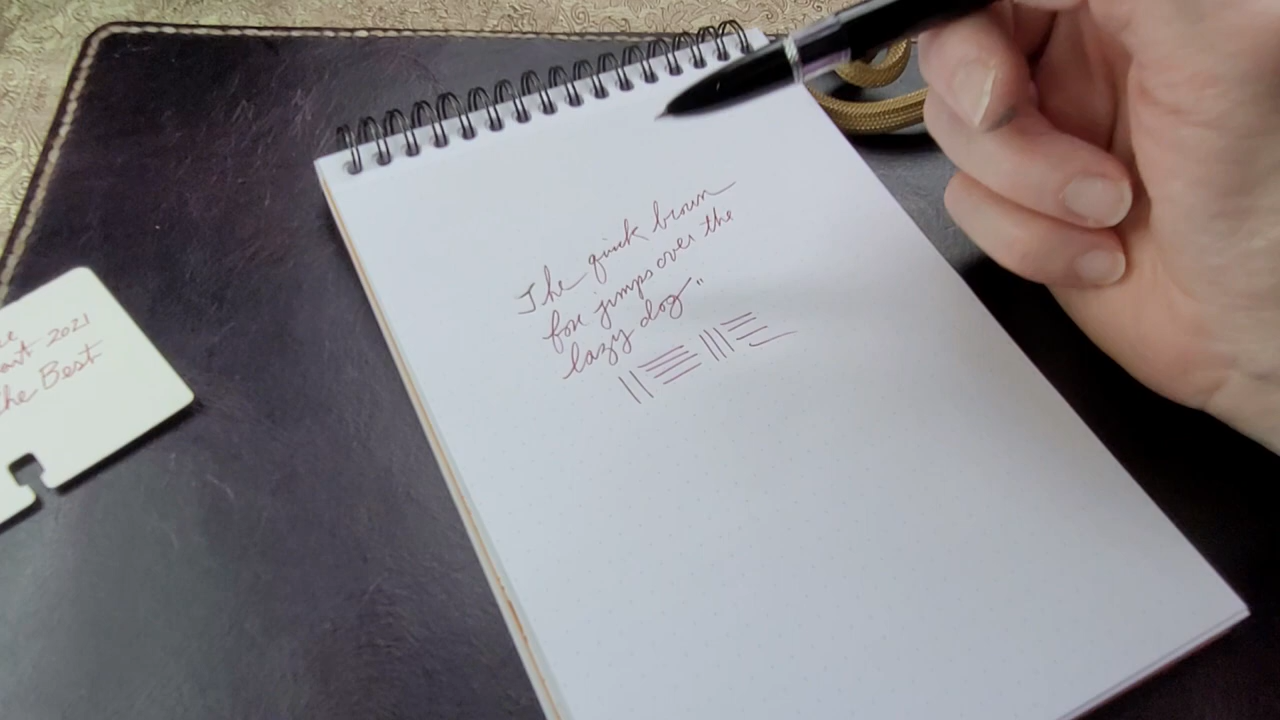 The quick brown
fox jumps over the
lazy dog"
2021
the Best